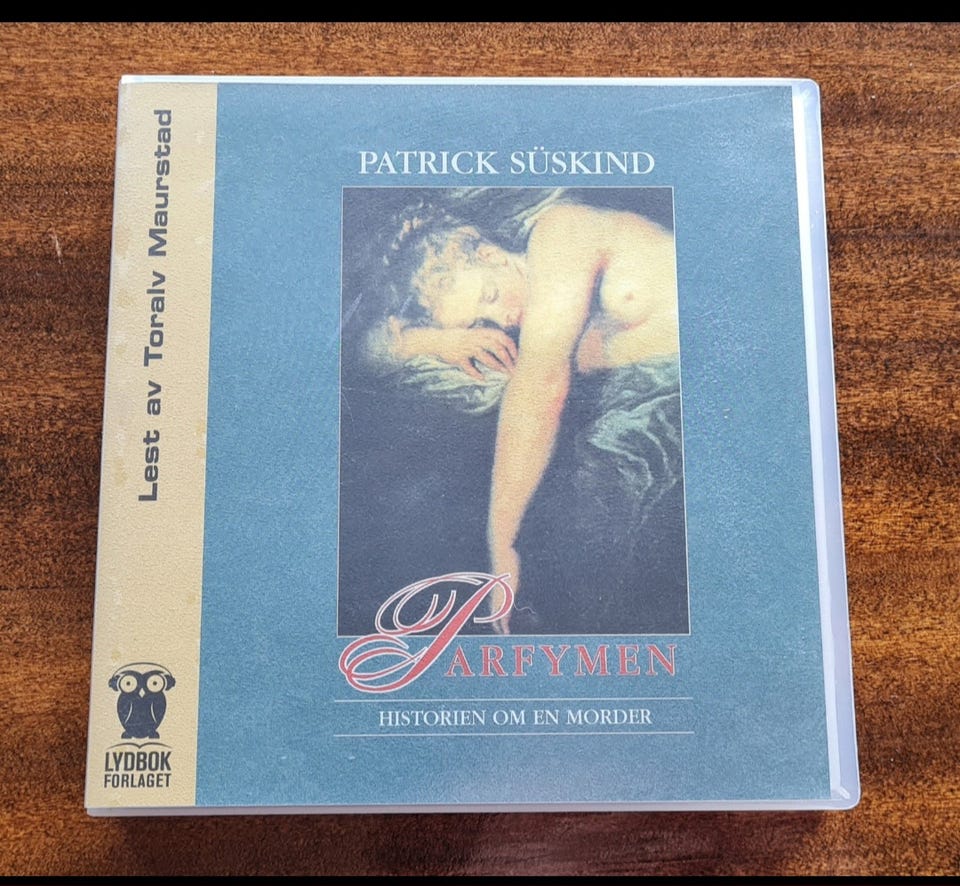 PATRICK SÜSKIND
PARFYMEN
HISTORIEN OM EN MORDER
Lest av Toralv Maurstad
LYDBOK
FORLAGET